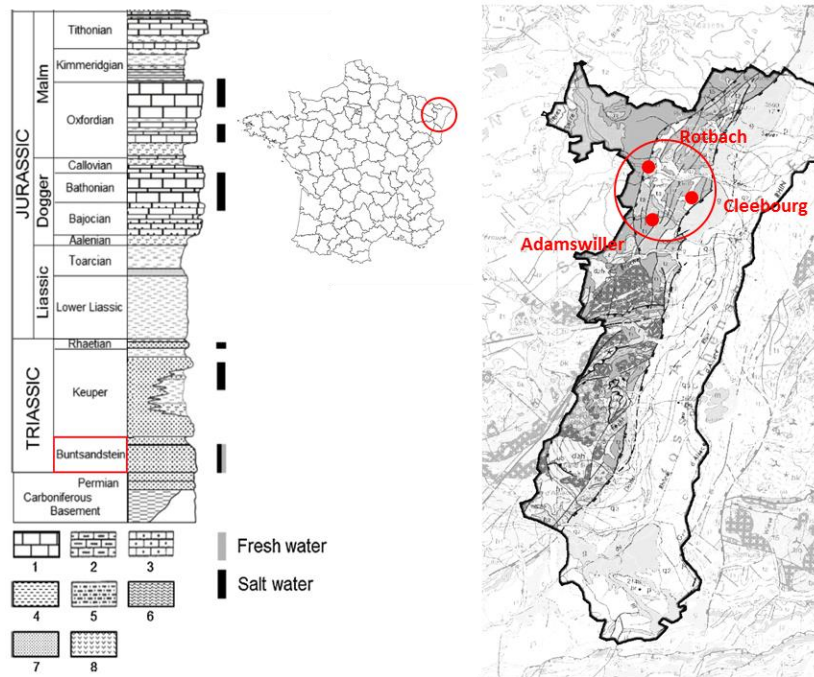 JURASSIC
TRIASSIC
Malm
Dogger
Liassic
Tithonian
Kimmeridgian
Oxfordian
Callovian
Bathonian
Bajocian
Aalenian
Toarcian
Lower Liassic
Rhaetian
Keuper
Buntsandstein
Permian
Carboniferous
Basement
1 2 3
4 5 6
7 8
Fresh water
Salt water
Rotbach
Cleebourg
Adamswiller